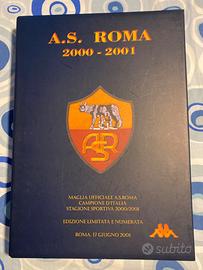 A.S. ROMA
2000 - 2001
ASR
MAGLIA UFFICIALE A.S.ROMA
CAMPIONE D'ITALIA
STAGIONE SPORTIVA 2000/2001
EDIZIONE LIMITATA E NUMERATA
ROMA, 17 GIUGNO 2001
subito